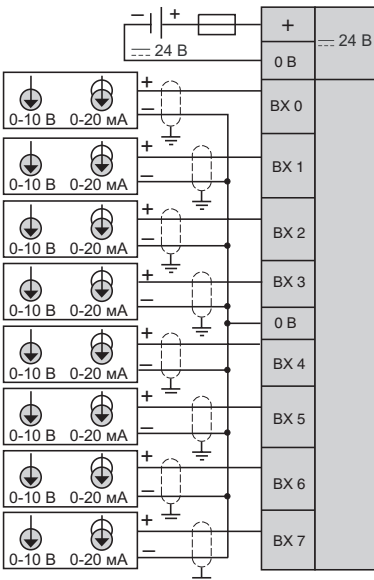 − +
+
24 В
24 В
0 В
+
−
0-10 В 0-20 мА
ВХ 0
+
−
0-10 В 0-20 мА
ВХ 1
+
−
0-10 В 0-20 мА
ВХ 2
+
−
0-10 В 0-20 мА
ВХ 3
0 В
+
−
0-10 В 0-20 мА
ВХ 4
+
−
0-10 В 0-20 мА
ВХ 5
+
−
0-10 В 0-20 мА
ВХ 6
+
−
0-10 В 0-20 мА
ВХ 7